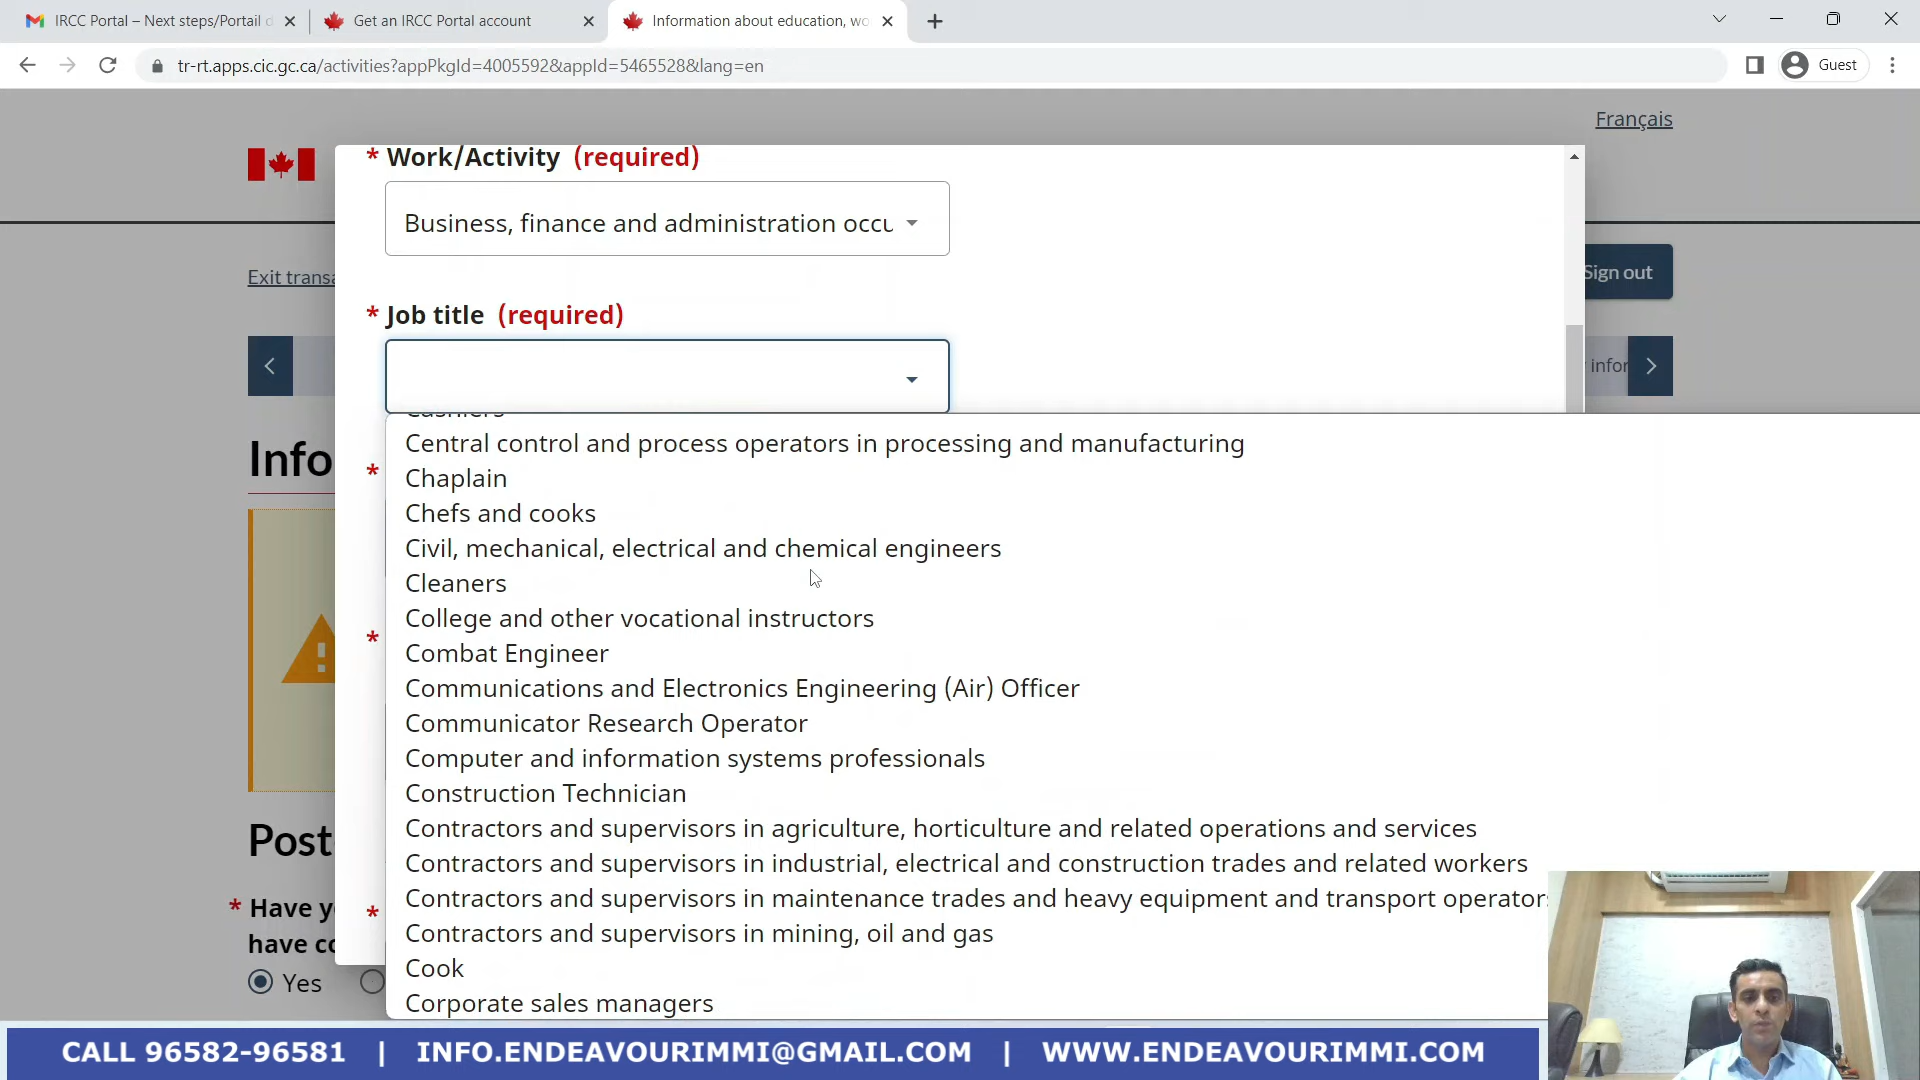 IRCC Portal – Next steps/Portail d
Get an IRCC Portal account
Information about education, wo
tr-rt.apps.cic.gc.ca/activities?appPkgId=4005592&appId=5465528&lang=en
Guest
Français
* Work/Activity (required)
Business, finance and administration occu
Exit transa
Sign out
* Job title (required)
infor
Cashiers
Central control and process operators in processing and manufacturing
Info
*
Chaplain
Chefs and cooks
Civil, mechanical, electrical and chemical engineers
Cleaners
College and other vocational instructors
*
Combat Engineer
Communications and Electronics Engineering (Air) Officer
Communicator Research Operator
Computer and information systems professionals
Construction Technician
Post
Contractors and supervisors in agriculture, horticulture and related operations and services
Contractors and supervisors in industrial, electrical and construction trades and related workers
Contractors and supervisors in maintenance trades and heavy equipment and transport operators
* Have y
*
Contractors and supervisors in mining, oil and gas
have co
Cook
Yes
Corporate sales managers
CALL 96582-96581 | INFO.ENDEAVOURIMMI@GMAIL.COM | WWW.ENDEAVOURIMMI.COM